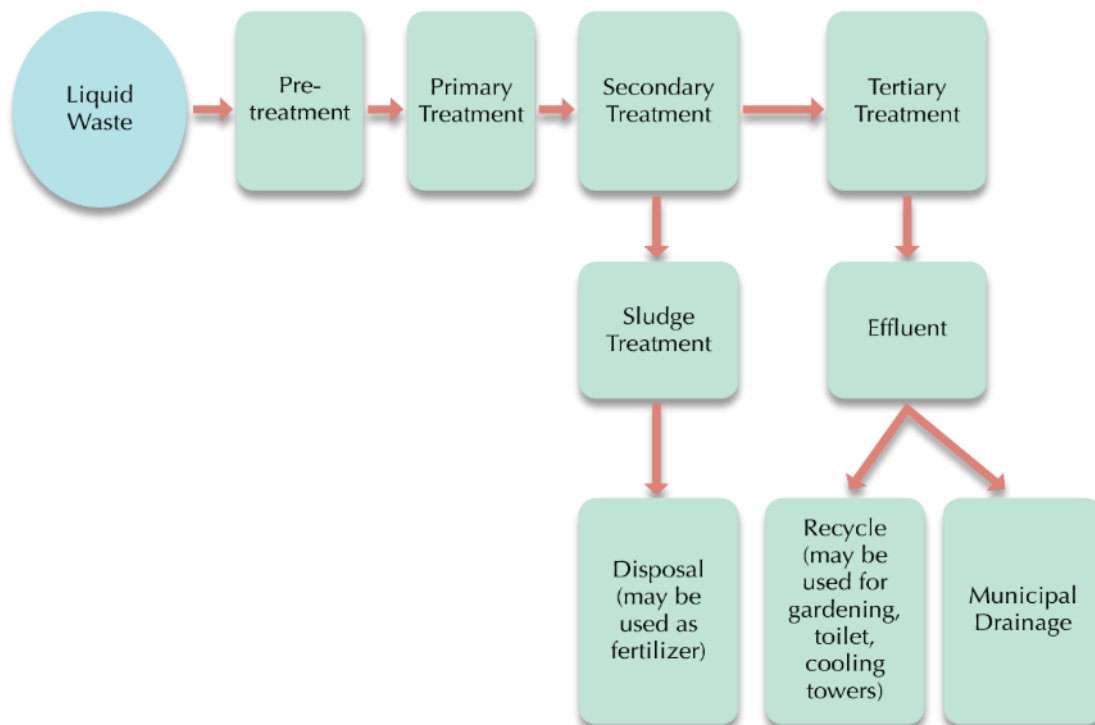 Liquid
Waste
Pre-
treatment
Primary
Treatment
Secondary
Treatment
Tertiary
Treatment
Sludge
Treatment
Effluent
Disposal
(may be
used as
fertilizer)
Recycle
(may be
used for
gardening,
toilet,
cooling
towers)
Municipal
Drainage